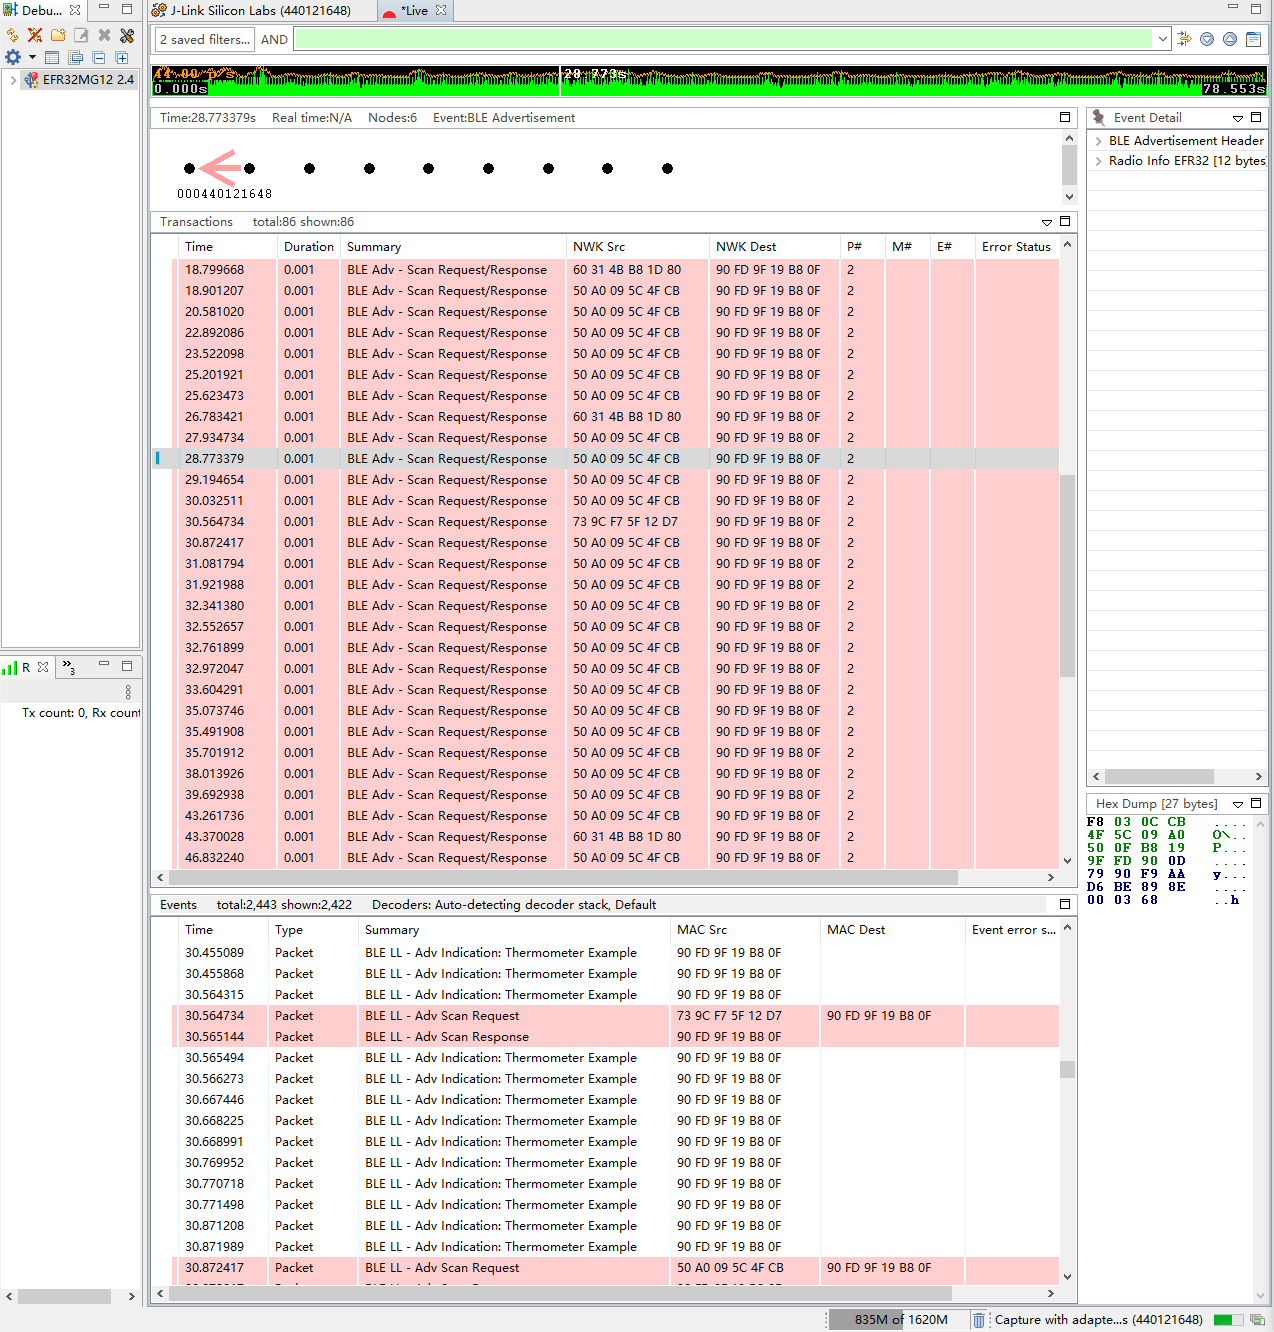 Debu...
J-Link Silicon Labs (440121648)
*Live
2 saved filters...
AND
EFR32MG12 2.4
28.773s
0.000s
78.553s
Time:28.773379s Real time:N/A Nodes:6 Event:BLE Advertisement
000440121648
Event Detail
BLE Advertisement Header
Radio Info EFR32 [12 bytes]
Transactions total:86 shown:86
Time Duration Summary NWK Src NWK Dest P# M# E# Error Status
18.799668 0.001 BLE Adv - Scan Request/Response 60 31 4B B8 1D 80 90 FD 9F 19 B8 0F 2
18.901207 0.001 BLE Adv - Scan Request/Response 50 A0 09 5C 4F CB 90 FD 9F 19 B8 0F 2
20.581020 0.001 BLE Adv - Scan Request/Response 50 A0 09 5C 4F CB 90 FD 9F 19 B8 0F 2
22.892086 0.001 BLE Adv - Scan Request/Response 50 A0 09 5C 4F CB 90 FD 9F 19 B8 0F 2
23.522098 0.001 BLE Adv - Scan Request/Response 50 A0 09 5C 4F CB 90 FD 9F 19 B8 0F 2
25.201921 0.001 BLE Adv - Scan Request/Response 50 A0 09 5C 4F CB 90 FD 9F 19 B8 0F 2
25.623473 0.001 BLE Adv - Scan Request/Response 50 A0 09 5C 4F CB 90 FD 9F 19 B8 0F 2
26.783421 0.001 BLE Adv - Scan Request/Response 60 31 4B B8 1D 80 90 FD 9F 19 B8 0F 2
27.934734 0.001 BLE Adv - Scan Request/Response 50 A0 09 5C 4F CB 90 FD 9F 19 B8 0F 2
28.773379 0.001 BLE Adv - Scan Request/Response 50 A0 09 5C 4F CB 90 FD 9F 19 B8 0F 2
29.194654 0.001 BLE Adv - Scan Request/Response 50 A0 09 5C 4F CB 90 FD 9F 19 B8 0F 2
30.032511 0.001 BLE Adv - Scan Request/Response 50 A0 09 5C 4F CB 90 FD 9F 19 B8 0F 2
30.564734 0.001 BLE Adv - Scan Request/Response 73 9C F7 5F 12 D7 90 FD 9F 19 B8 0F 2
30.872417 0.001 BLE Adv - Scan Request/Response 50 A0 09 5C 4F CB 90 FD 9F 19 B8 0F 2
31.081794 0.001 BLE Adv - Scan Request/Response 50 A0 09 5C 4F CB 90 FD 9F 19 B8 0F 2
31.921988 0.001 BLE Adv - Scan Request/Response 50 A0 09 5C 4F CB 90 FD 9F 19 B8 0F 2
32.341380 0.001 BLE Adv - Scan Request/Response 50 A0 09 5C 4F CB 90 FD 9F 19 B8 0F 2
32.552657 0.001 BLE Adv - Scan Request/Response 50 A0 09 5C 4F CB 90 FD 9F 19 B8 0F 2
32.761899 0.001 BLE Adv - Scan Request/Response 50 A0 09 5C 4F CB 90 FD 9F 19 B8 0F 2
32.972047 0.001 BLE Adv - Scan Request/Response 50 A0 09 5C 4F CB 90 FD 9F 19 B8 0F 2
33.604291 0.001 BLE Adv - Scan Request/Response 50 A0 09 5C 4F CB 90 FD 9F 19 B8 0F 2
35.073746 0.001 BLE Adv - Scan Request/Response 50 A0 09 5C 4F CB 90 FD 9F 19 B8 0F 2
35.491908 0.001 BLE Adv - Scan Request/Response 50 A0 09 5C 4F CB 90 FD 9F 19 B8 0F 2
35.701912 0.001 BLE Adv - Scan Request/Response 50 A0 09 5C 4F CB 90 FD 9F 19 B8 0F 2
38.013926 0.001 BLE Adv - Scan Request/Response 50 A0 09 5C 4F CB 90 FD 9F 19 B8 0F 2
39.692938 0.001 BLE Adv - Scan Request/Response 50 A0 09 5C 4F CB 90 FD 9F 19 B8 0F 2
43.261736 0.001 BLE Adv - Scan Request/Response 50 A0 09 5C 4F CB 90 FD 9F 19 B8 0F 2
43.370028 0.001 BLE Adv - Scan Request/Response 60 31 4B B8 1D 80 90 FD 9F 19 B8 0F 2
46.832240 0.001 BLE Adv - Scan Request/Response 50 A0 09 5C 4F CB 90 FD 9F 19 B8 0F 2
R
3
Tx count: 0, Rx count
Hex Dump [27 bytes]
F8 03 0C CB ....
4F 5C 09 A0 O\..
50 0F B8 19 P...
9F FD 90 0D ....
79 90 F9 AA y...
D6 BE 89 8E ....
00 03 68 ..h
Events total:2,443 shown:2,422 Decoders: Auto-detecting decoder stack, Default
Time Type Summary MAC Src MAC Dest Event error s...
30.455089 Packet BLE LL - Adv Indication: Thermometer Example 90 FD 9F 19 B8 0F
30.455868 Packet BLE LL - Adv Indication: Thermometer Example 90 FD 9F 19 B8 0F
30.564315 Packet BLE LL - Adv Indication: Thermometer Example 90 FD 9F 19 B8 0F
30.564734 Packet BLE LL - Adv Scan Request 73 9C F7 5F 12 D7 90 FD 9F 19 B8 0F
30.565144 Packet BLE LL - Adv Scan Response 90 FD 9F 19 B8 0F
30.565494 Packet BLE LL - Adv Indication: Thermometer Example 90 FD 9F 19 B8 0F
30.566273 Packet BLE LL - Adv Indication: Thermometer Example 90 FD 9F 19 B8 0F
30.667446 Packet BLE LL - Adv Indication: Thermometer Example 90 FD 9F 19 B8 0F
30.668225 Packet BLE LL - Adv Indication: Thermometer Example 90 FD 9F 19 B8 0F
30.668991 Packet BLE LL - Adv Indication: Thermometer Example 90 FD 9F 19 B8 0F
30.769952 Packet BLE LL - Adv Indication: Thermometer Example 90 FD 9F 19 B8 0F
30.770718 Packet BLE LL - Adv Indication: Thermometer Example 90 FD 9F 19 B8 0F
30.771498 Packet BLE LL - Adv Indication: Thermometer Example 90 FD 9F 19 B8 0F
30.871208 Packet BLE LL - Adv Indication: Thermometer Example 90 FD 9F 19 B8 0F
30.871989 Packet BLE LL - Adv Indication: Thermometer Example 90 FD 9F 19 B8 0F
30.872417 Packet BLE LL - Adv Scan Request 50 A0 09 5C 4F CB 90 FD 9F 19 B8 0F
835M of 1620M
Capture with adapte...s (440121648)